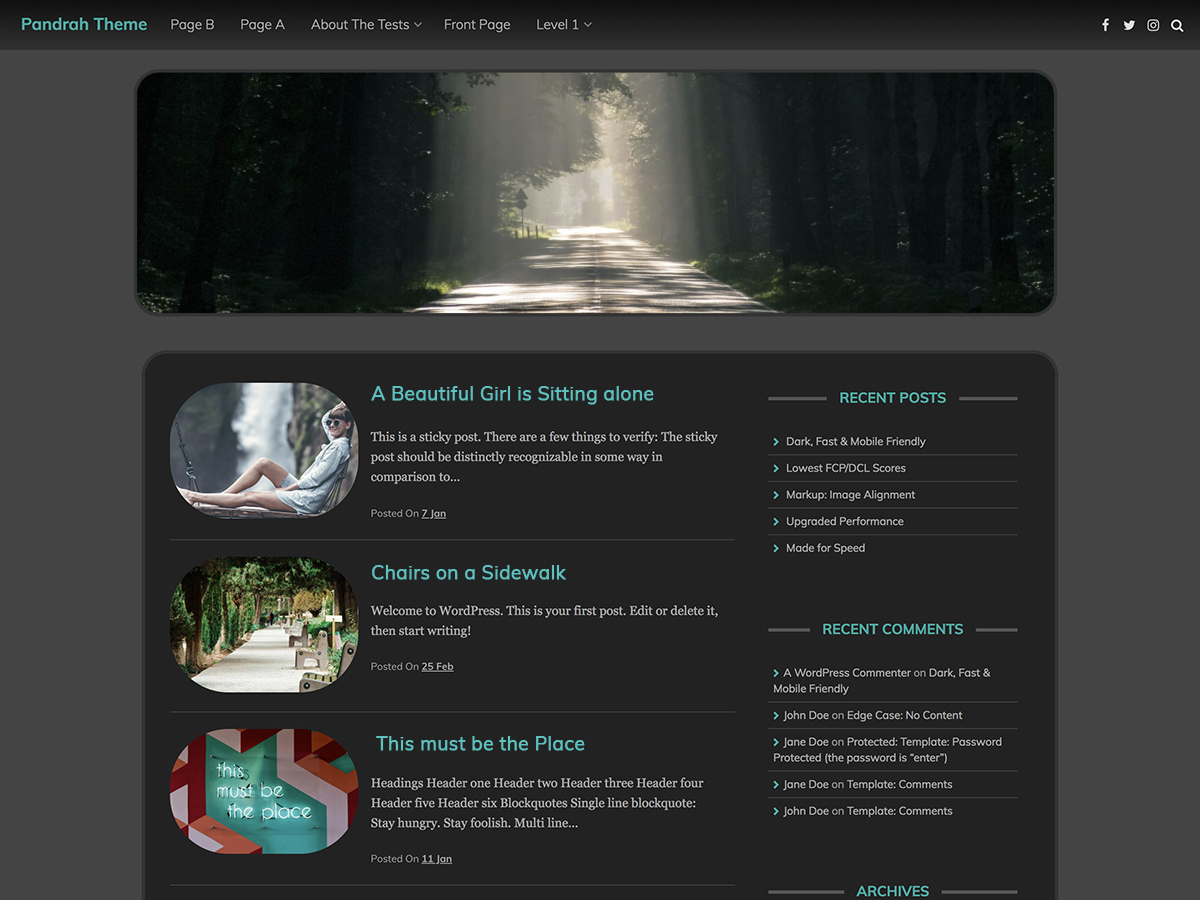 Pandrah Theme Page B Page A About The Tests Front Page Level 1
A Beautiful Girl is Sitting alone
This is a sticky post. There are a few things to verify: The sticky
post should be distinctly recognizable in some way in
comparison to...
Posted On 7 Jan
Chairs on a Sidewalk
Welcome to WordPress. This is your first post. Edit or delete it,
then start writing!
Posted On 25 Feb
this
must be
the place
This must be the Place
Headings Header one Header two Header three Header four
Header five Header six Blockquotes Single line blockquote:
Stay hungry. Stay foolish. Multi line...
Posted On 11 Jan
RECENT POSTS
Dark, Fast & Mobile Friendly
Lowest FCP/DCL Scores
Markup: Image Alignment
Upgraded Performance
Made for Speed
RECENT COMMENTS
A WordPress Commenter on Dark, Fast &
Mobile Friendly
John Doe on Edge Case: No Content
Jane Doe on Protected: Template: Password
Protected (the password is “enter”)
Jane Doe on Template: Comments
John Doe on Template: Comments
ARCHIVES